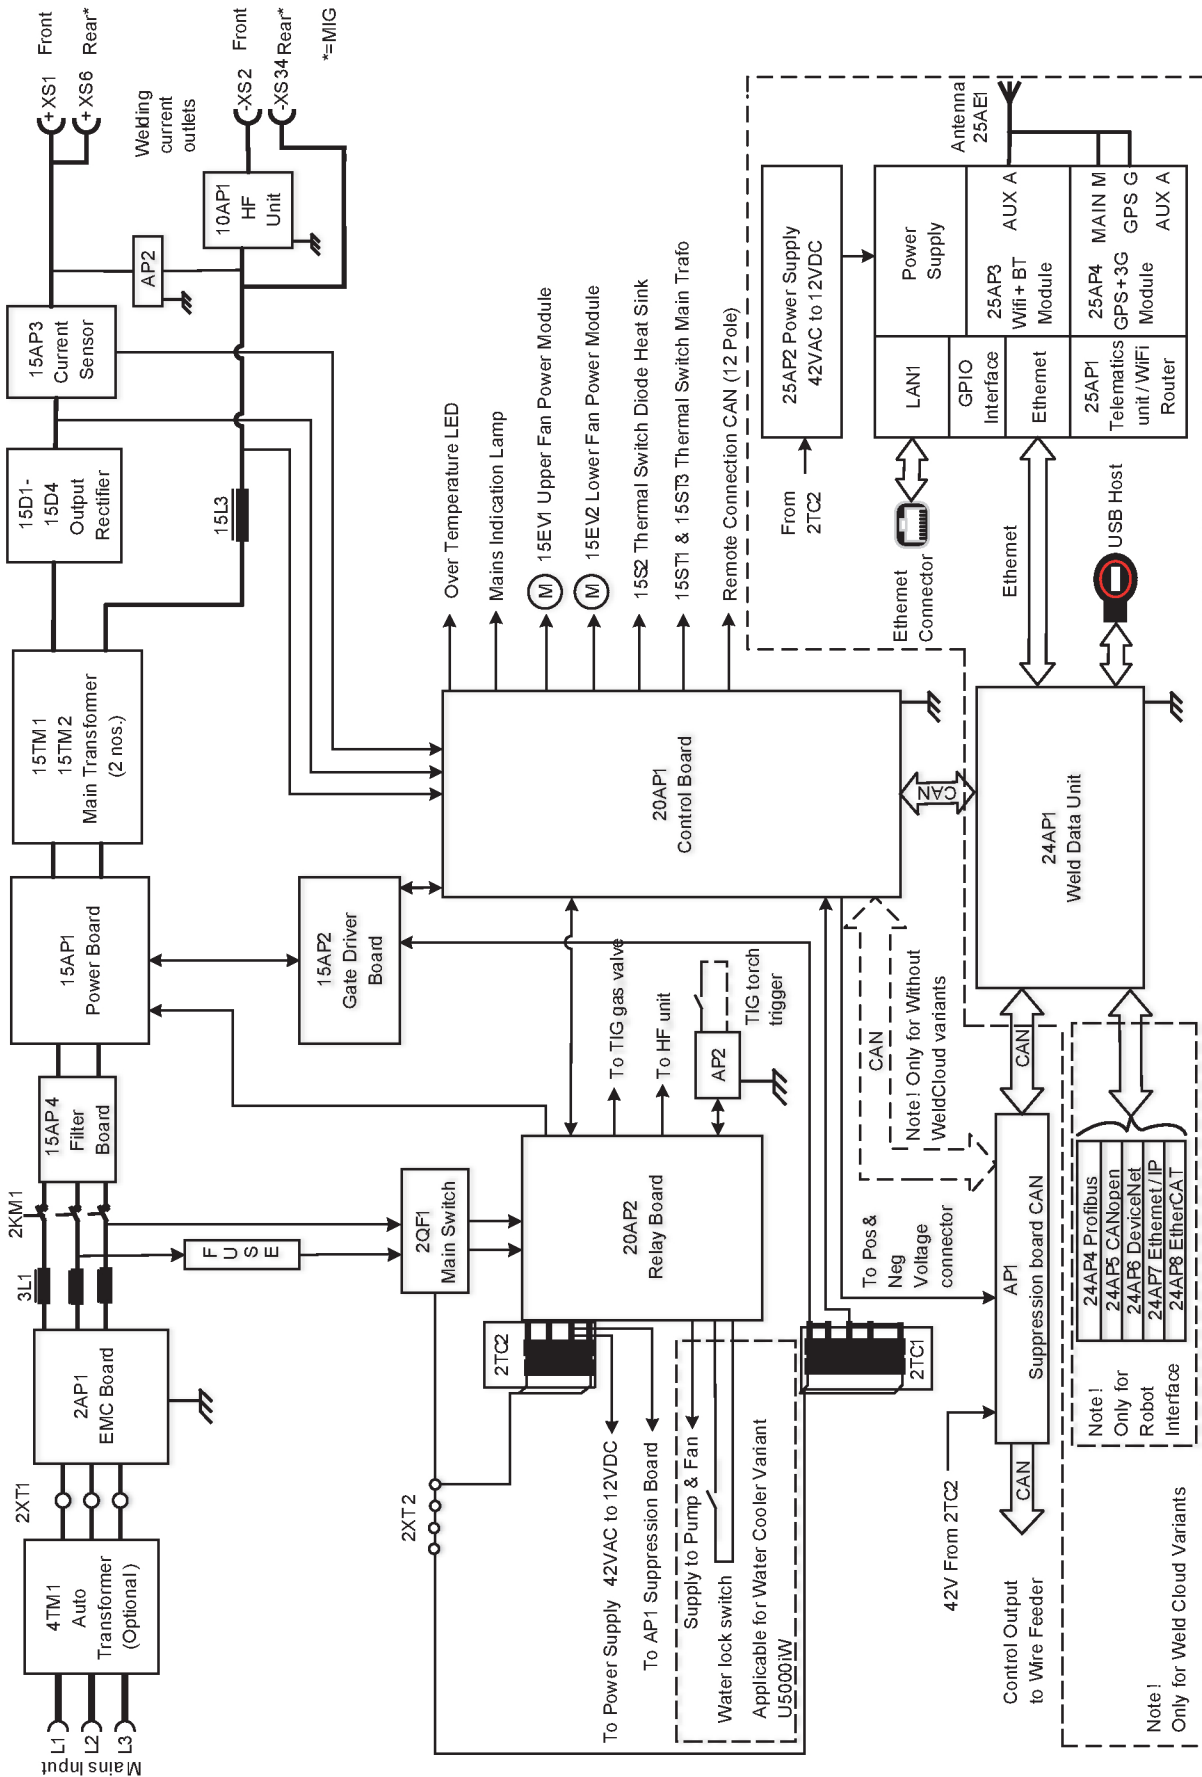 Mains Input
L1
L2
L3
4TM1
Auto
Transformer
(Optional)
2XT1
2AP1
EMC Board
3L1
2KM1
15AP4
Filter
Board
15AP1
Power Board
15TM1
15TM2
Main Transformer
(2 nos.)
15D1-
15D4
Output
Rectifier
15AP3
Current
Sensor
+XS1 Front
+XS6 Rear*
Welding
current
outlets
AP2
10AP1
HF
Unit
-XS2 Front
-XS34 Rear*
*=MIG
15L3
FUSE
2QF1
Main Switch
15AP2
Gate Driver
Board
2XT2
2TC2
20AP2
Relay Board
To TIG gas valve
To HF unit
AP2
TIG torch
trigger
To Power Supply 42VAC to 12VDC
To AP1 Suppression Board
Supply to Pump & Fan
Water lock switch
Applicable for Water Cooler Variant
U5000iW
2TC1
20AP1
Control Board
Over Temperature LED
Mains Indication Lamp
M 15EV1 Upper Fan Power Module
M 15EV2 Lower Fan Power Module
15S2 Thermal Switch Diode Heat Sink
15ST1 & 15ST3 Thermal Switch Main Trafo
Remote Connection CAN (12 Pole)
CAN
Note! Only for Without
WeldCloud variants
To Pos&
Neg
Voltage
connector
42V From 2TC2
AP1
Suppression board CAN
CAN
Control Output
to Wire Feeder
CAN
CAN
24AP1
Weld Data Unit
Ethernet
USB Host
Ethernet
Connector
From
2TC2
25AP2 Power Supply
42VAC to 12VDC
LAN1
Power
Supply
GPIO
Interface
Ethernet
25AP3
Wifi+BT
Module
AUX A
25AP1
Telematics
unit / WiFi
Router
25AP4
GPS+3G
Module
MAIN M
GPS G
AUX A
Antenna
25AE1
Note!
Only for
Robot
Interface
24AP4 Profibus
24AP5 CANopen
24AP6 DeviceNet
24AP7 Ethernet/IP
24AP8 EtherCAT
Note!
Only for Weld Cloud Variants